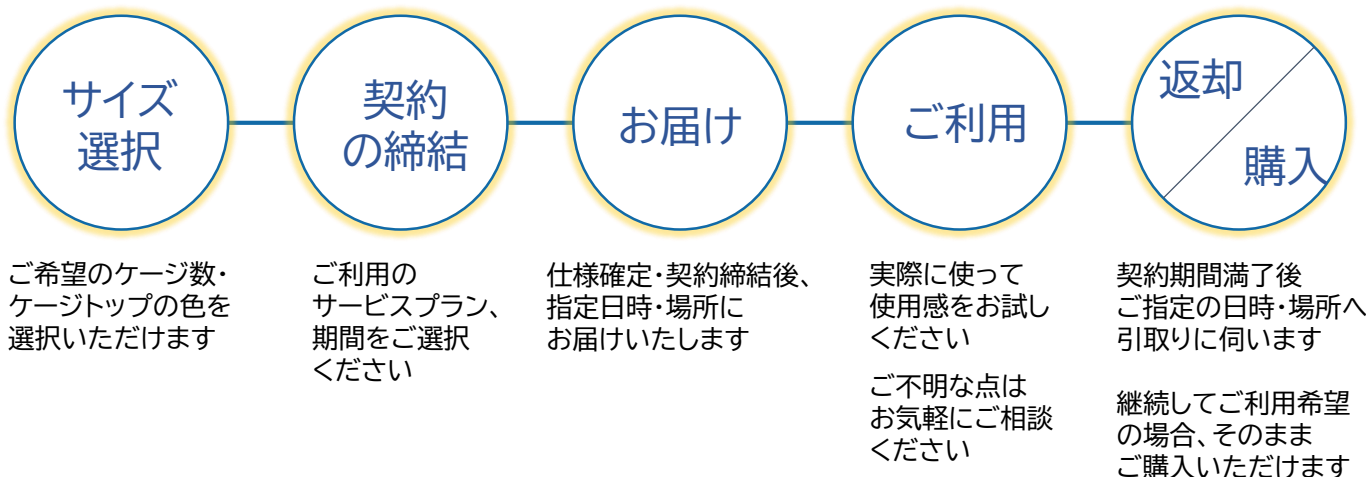 サイズ
選択
ご希望のケージ数・
ケージトップの色を
選択いただけます
契約
の締結
ご利用の
サービスプラン、
期間をご選択
ください
お届け
仕様確定・契約締結後、
指定日時・場所に
お届けいたします
ご利用
実際に使って
使用感をお試し
ください
ご不明な点は
お気軽にご相談
ください
返却
購入
契約期間満了後
ご指定の日時・場所へ
引取りに伺います
継続してご利用希望
の場合、そのまま
ご購入いただけます